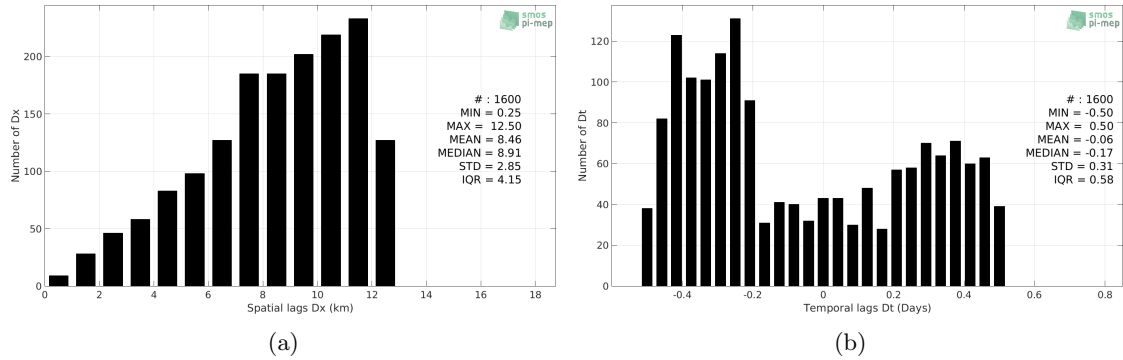 smos
pi-mep
200
150
100
50
0
Number of Dx
# : 1600
MIN = 0.25
MAX = 12.50
MEAN = 8.46
MEDIAN = 8.91
STD = 2.85
IQR = 4.15
0 2 4 6 8 10 12 14 16 18
Spatial lags Dx (km)
(a)
smos
pi-mep
120
100
80
60
40
20
0
Number of Dt
# : 1600
MIN = -0.50
MAX = 0.50
MEAN = -0.06
MEDIAN = -0.17
STD = 0.31
IQR = 0.58
-0.4 -0.2 0 0.2 0.4 0.6 0.8
Temporal lags Dt (Days)
(b)